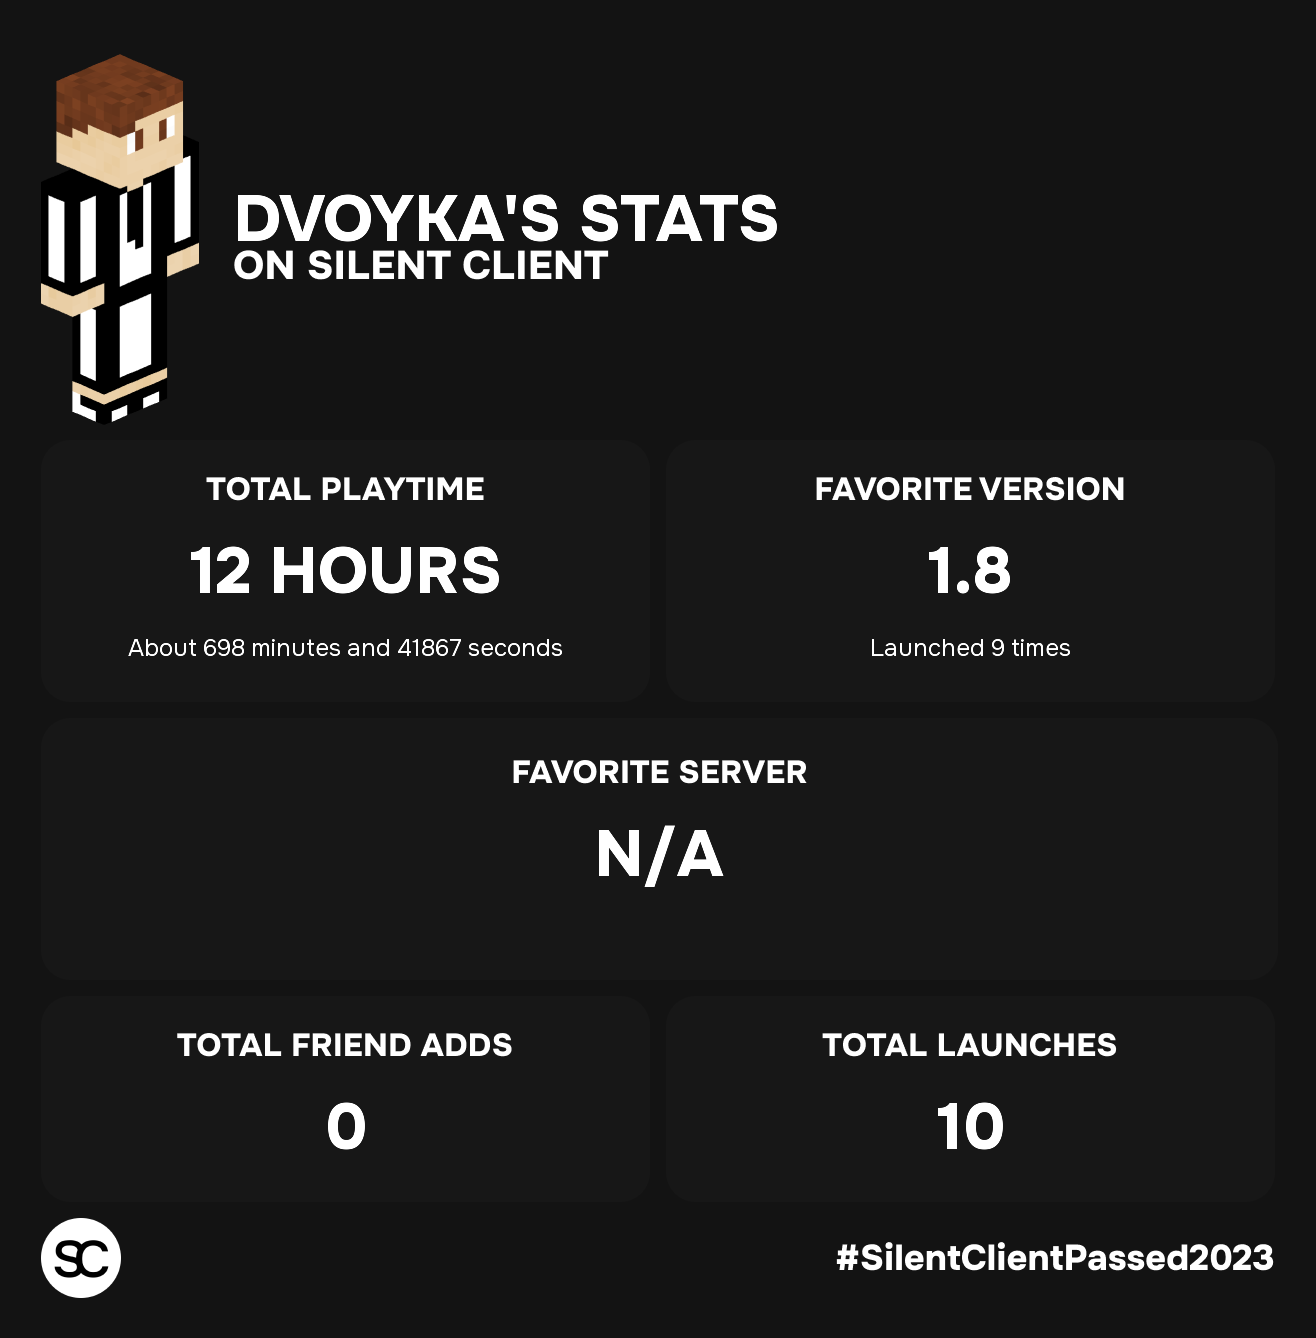 DVOYKA'S STATS
ON SILENT CLIENT
TOTAL PLAYTIME
12 HOURS
About 698 minutes and 41867 seconds
FAVORITE VERSION
1.8
Launched 9 times
FAVORITE SERVER
N/A
TOTAL FRIEND ADDS
0
TOTAL LAUNCHES
10
SC
#SilentClientPassed2023